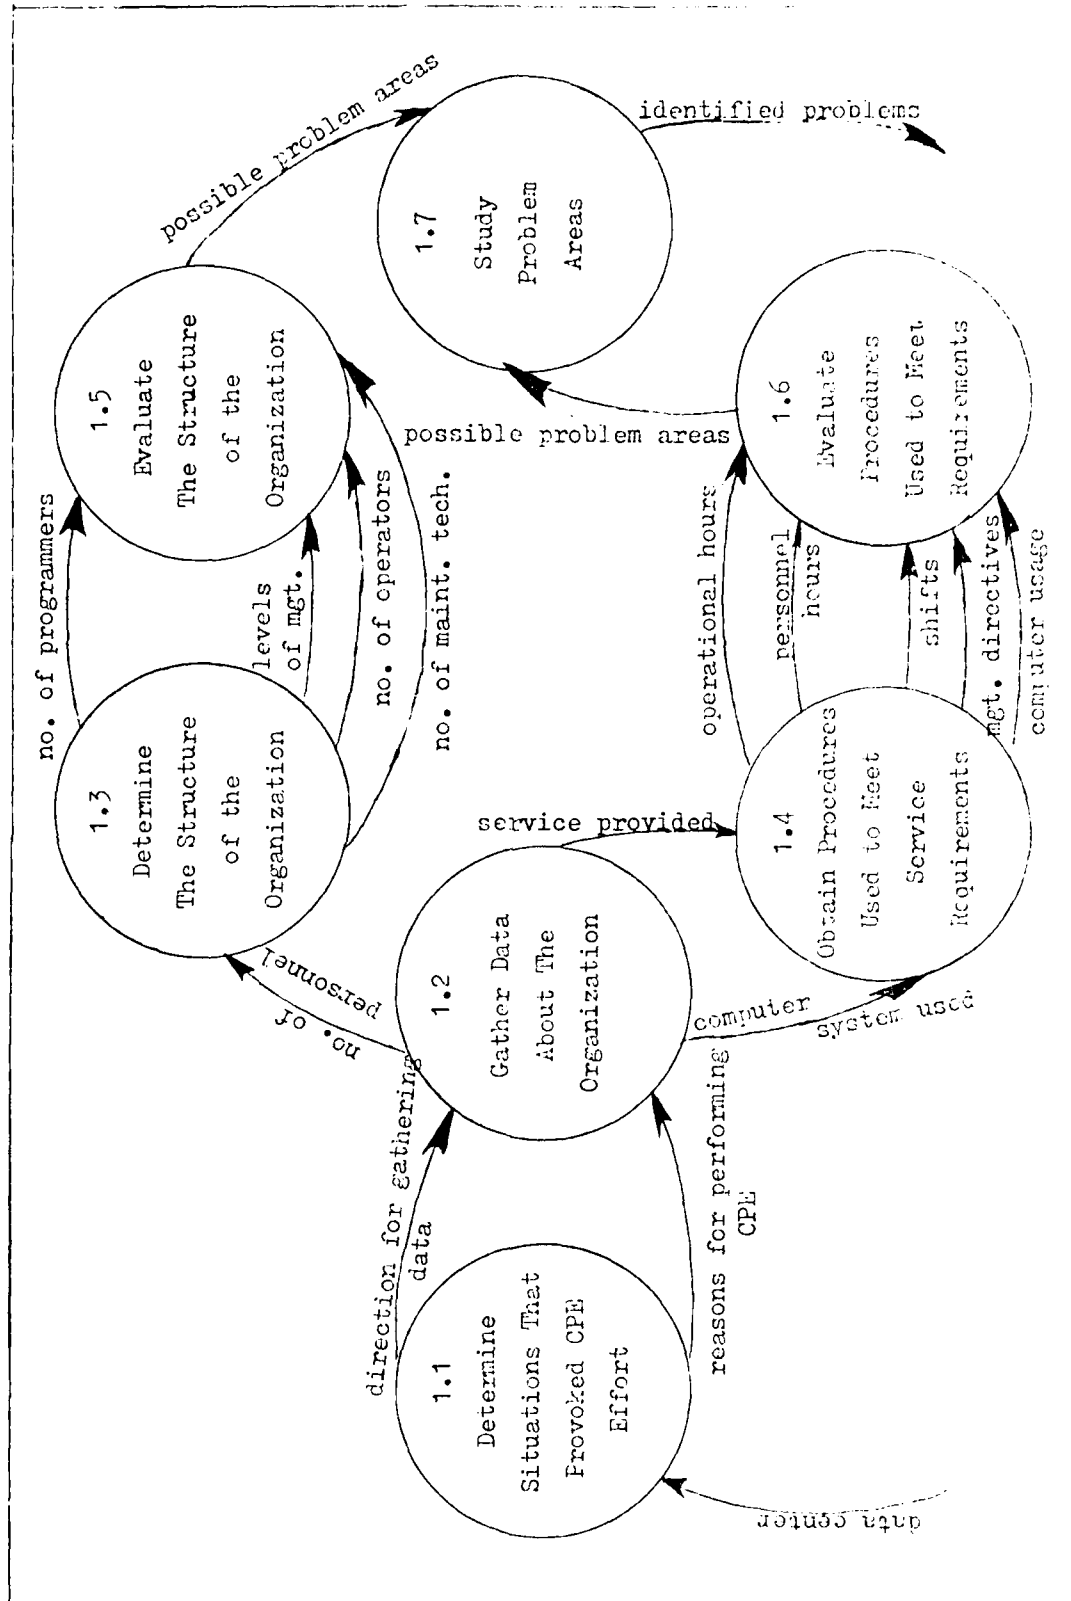 data center
1.1
Determine
Situations That
Provoked CPE
Effort
direction for gathering
data
reasons for performing
CPE
1.2
Gather Data
About The
Organization
no. of
personnel
service provided
computer
system used
1.3
Determine
The Structure
of the
Organization
no. of programmers
levels
of mgt.
no. of operators
no. of maint. tech.
1.4
Obtain Procedures
Used to Meet
Service
Requirements
operational hours
personnel
hours
shifts
mgt. directives
computer usage
1.5
Evaluate
The Structure
of the
Organization
possible problem areas
1.6
Evaluate
Procedures
Used to Meet
Requirements
possible problem areas
1.7
Study
Problem
Areas
identified problems